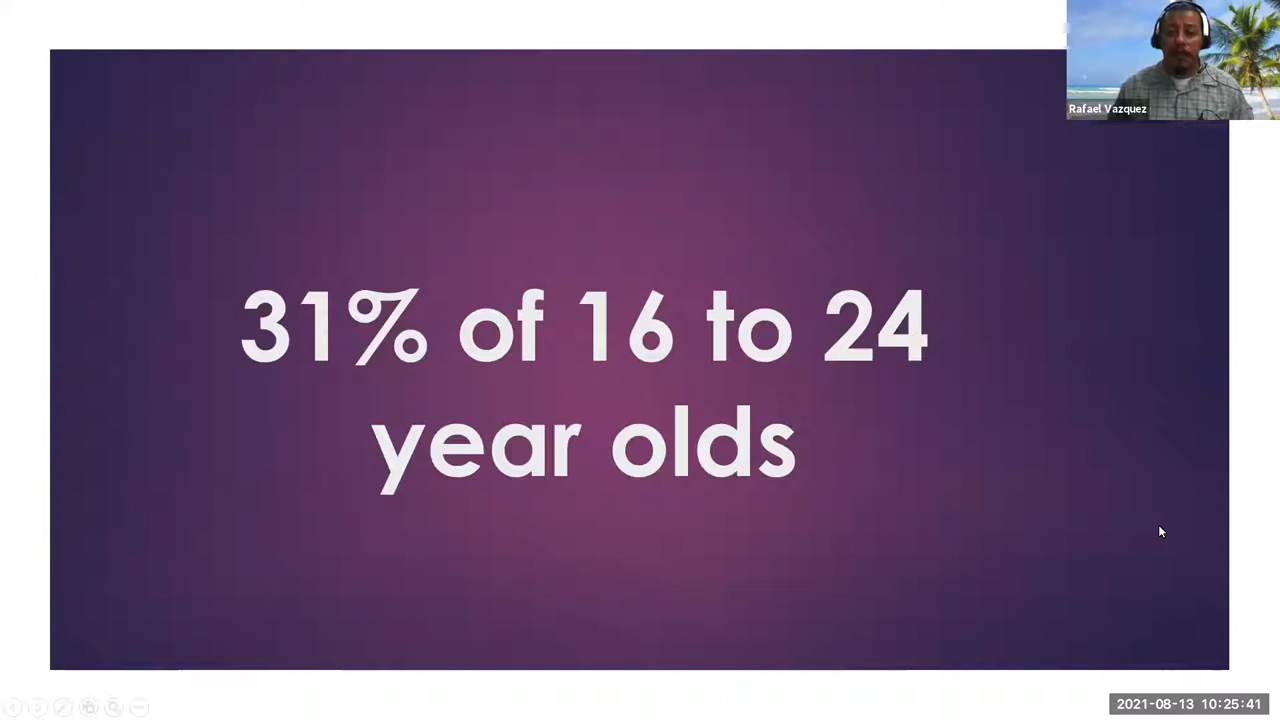 Rafael Vazquez
31% of 16 to 24
year olds
2021-08-13 10:25:41